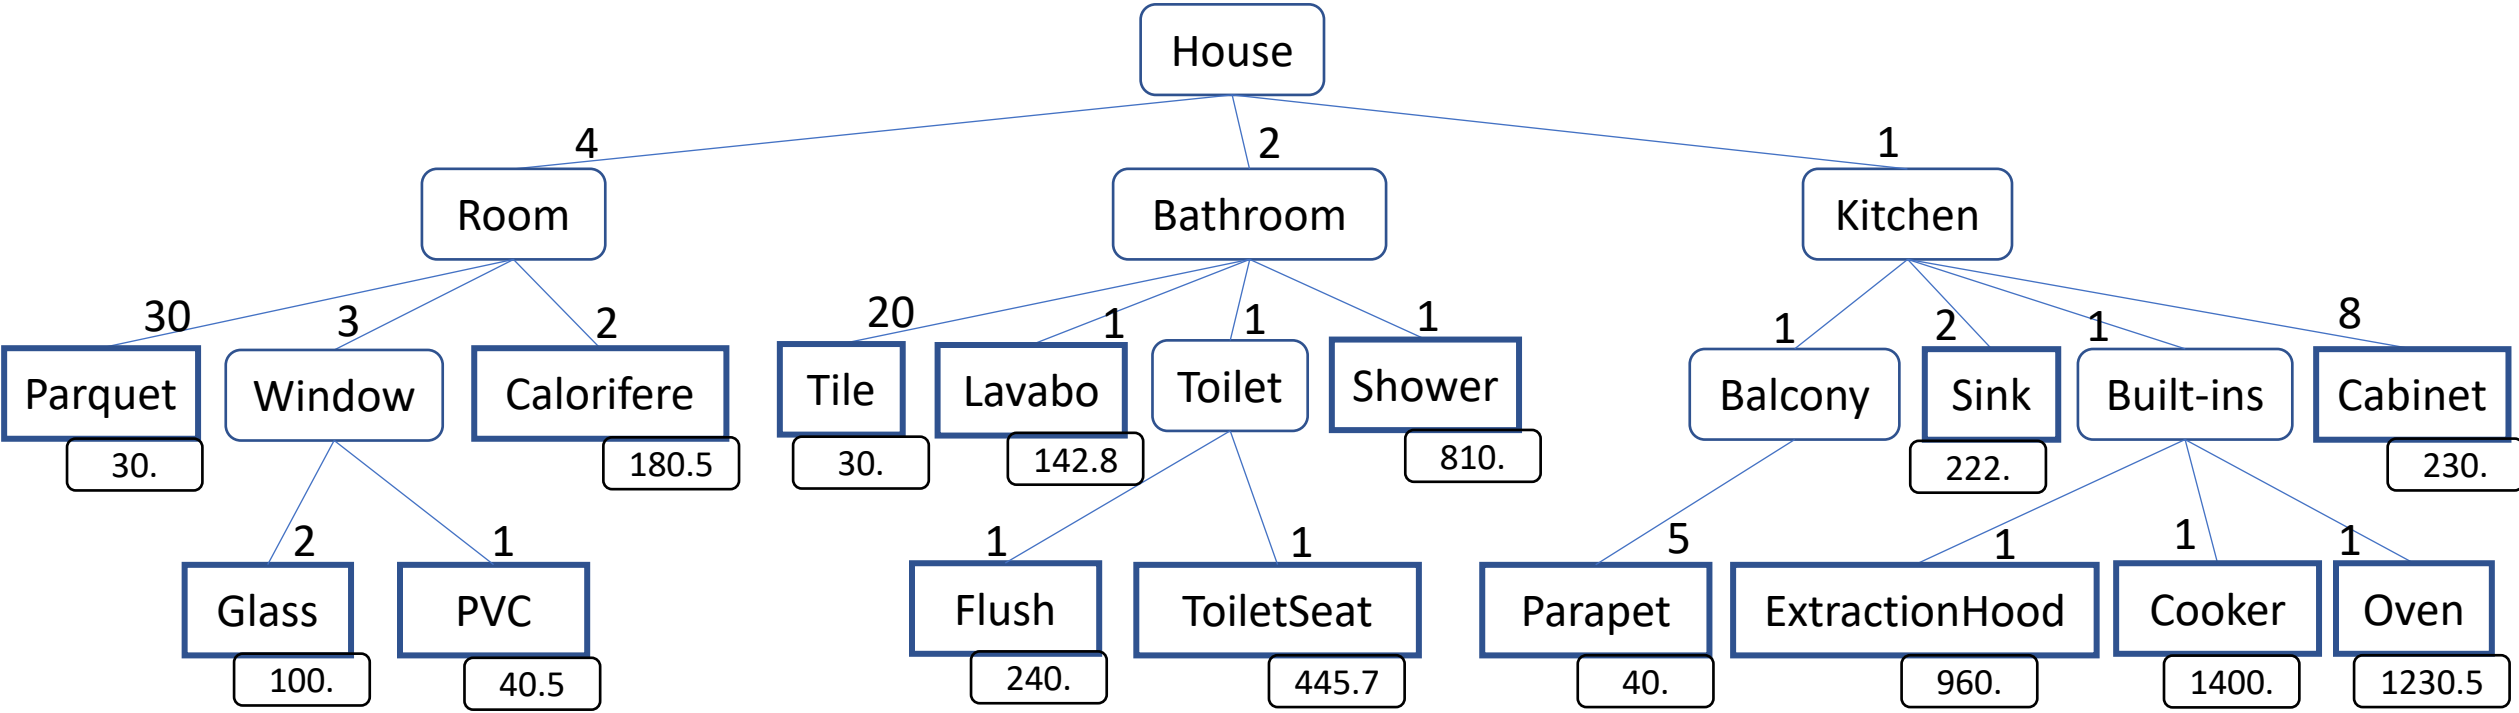 House
4
2
1
Room
Bathroom
Kitchen
30
3
2
20
1
1
1
1
2
1
8
Parquet
Window
Calorifere
Tile
Lavabo
Toilet
Shower
Balcony
Sink
Built-ins
Cabinet
30.
180.5
30.
142.8
810.
222.
230.
2
1
1
1
5
1
1
1
Glass
PVC
Flush
ToiletSeat
Parapet
ExtractionHood
Cooker
Oven
100.
40.5
240.
445.7
40.
960.
1400.
1230.5